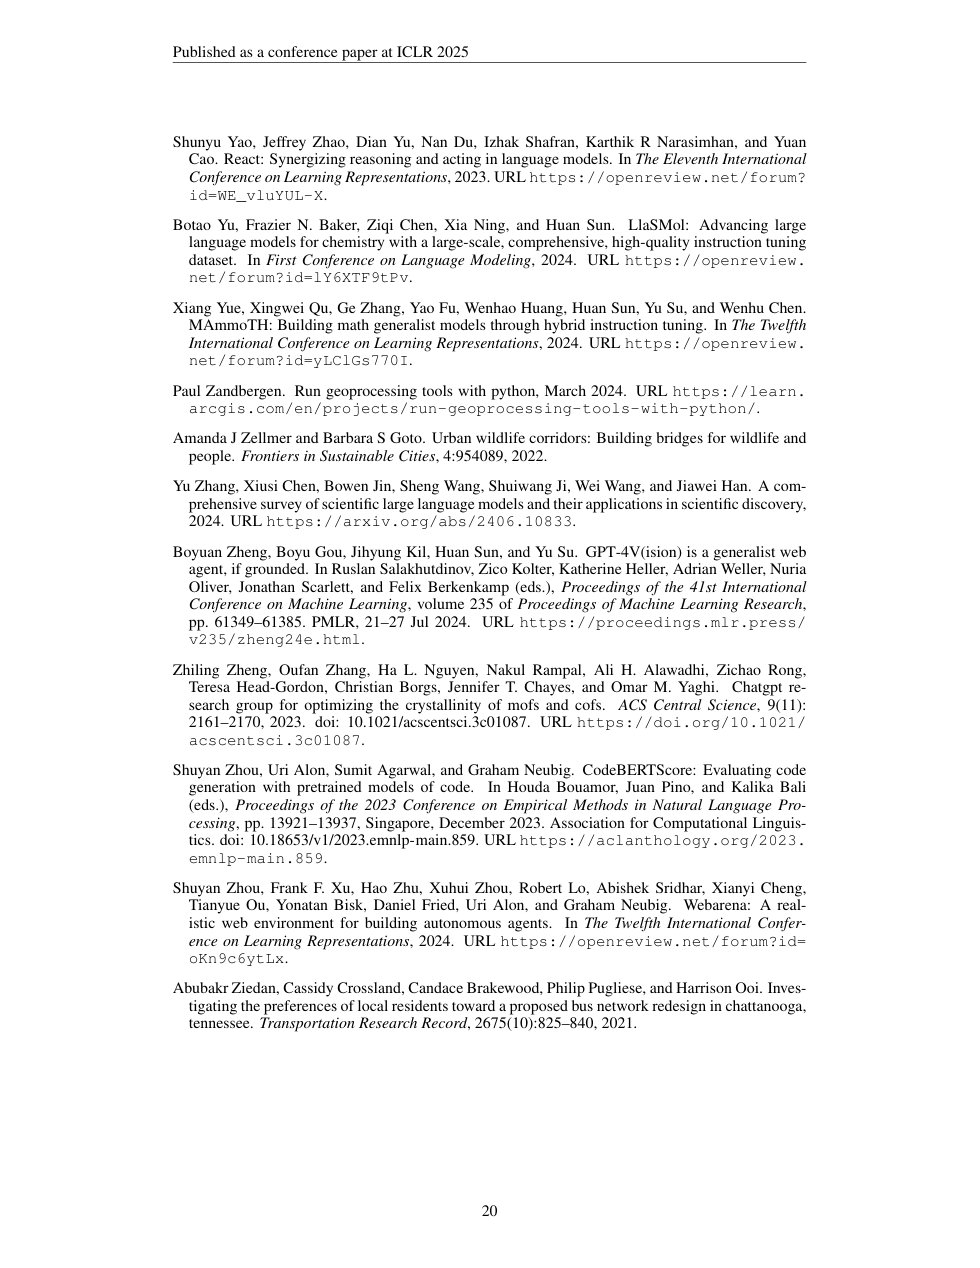 Published as a conference paper at ICLR 2025
Shunyu Yao, Jeffrey Zhao, Dian Yu, Nan Du, Izhak Shafran, Karthik R Narasimhan, and Yuan
Cao. React: Synergizing reasoning and acting in language models. In The Eleventh International
Conference on Learning Representations, 2023. URL https://openreview.net/forum?
id=WE_vluYUL-X.
Botao Yu, Frazier N. Baker, Ziqi Chen, Xia Ning, and Huan Sun. LlaSMol: Advancing large
language models for chemistry with a large-scale, comprehensive, high-quality instruction tuning
dataset. In First Conference on Language Modeling, 2024. URL https://openreview.
net/forum?id=lY6XTF9tPv.
Xiang Yue, Xingwei Qu, Ge Zhang, Yao Fu, Wenhao Huang, Huan Sun, Yu Su, and Wenhu Chen.
MAmmoTH: Building math generalist models through hybrid instruction tuning. In The Twelfth
International Conference on Learning Representations, 2024. URL https://openreview.
net/forum?id=yLClGs770I.
Paul Zandbergen. Run geoprocessing tools with python, March 2024. URL https://learn.
arcgis.com/en/projects/run-geoprocessing-tools-with-python/.
Amanda J Zellmer and Barbara S Goto. Urban wildlife corridors: Building bridges for wildlife and
people. Frontiers in Sustainable Cities, 4:954089, 2022.
Yu Zhang, Xiusi Chen, Bowen Jin, Sheng Wang, Shuiwang Ji, Wei Wang, and Jiawei Han. A com-
prehensive survey of scientific large language models and their applications in scientific discovery,
2024. URL https://arxiv.org/abs/2406.10833.
Boyuan Zheng, Boyu Gou, Jihyung Kil, Huan Sun, and Yu Su. GPT-4V(ision) is a generalist web
agent, if grounded. In Ruslan Salakhutdinov, Zico Kolter, Katherine Heller, Adrian Weller, Nuria
Oliver, Jonathan Scarlett, and Felix Berkenkamp (eds.), Proceedings of the 41st International
Conference on Machine Learning, volume 235 of Proceedings of Machine Learning Research,
pp. 61349–61385. PMLR, 21–27 Jul 2024. URL https://proceedings.mlr.press/
v235/zheng24e.html.
Zhiling Zheng, Oufan Zhang, Ha L. Nguyen, Nakul Rampal, Ali H. Alawadhi, Zichao Rong,
Teresa Head-Gordon, Christian Borgs, Jennifer T. Chayes, and Omar M. Yaghi. Chatgpt re-
search group for optimizing the crystallinity of mofs and cofs. ACS Central Science, 9(11):
2161–2170, 2023. doi: 10.1021/acscentsci.3c01087. URL https://doi.org/10.1021/
acscentsci.3c01087.
Shuyan Zhou, Uri Alon, Sumit Agarwal, and Graham Neubig. CodeBERTScore: Evaluating code
generation with pretrained models of code. In Houda Bouamor, Juan Pino, and Kalika Bali
(eds.), Proceedings of the 2023 Conference on Empirical Methods in Natural Language Pro-
cessing, pp. 13921–13937, Singapore, December 2023. Association for Computational Linguis-
tics. doi: 10.18653/v1/2023.emnlp-main.859. URL https://aclanthology.org/2023.
emnlp-main.859.
Shuyan Zhou, Frank F. Xu, Hao Zhu, Xuhui Zhou, Robert Lo, Abishek Sridhar, Xianyi Cheng,
Tianyue Ou, Yonatan Bisk, Daniel Fried, Uri Alon, and Graham Neubig. Webarena: A real-
istic web environment for building autonomous agents. In The Twelfth International Confer-
ence on Learning Representations, 2024. URL https://openreview.net/forum?id=
oKn9c6ytLx.
Abubakr Ziedan, Cassidy Crossland, Candace Brakewood, Philip Pugliese, and Harrison Ooi. Inves-
tigating the preferences of local residents toward a proposed bus network redesign in chattanooga,
tennessee. Transportation Research Record, 2675(10):825–840, 2021.
20